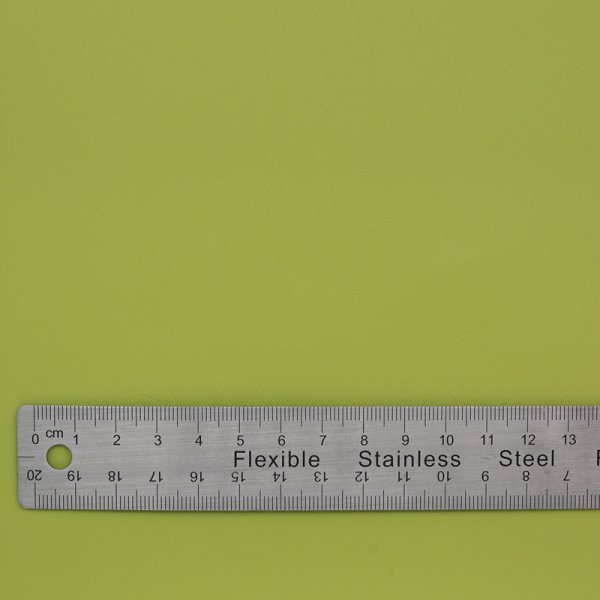 0 cm 1 2 3 4 5 6 7 8 9 10 11 12 13
Flexible Stainless Steel
20 19 18 17 16 15 14 13 12 11 10 9 8 7